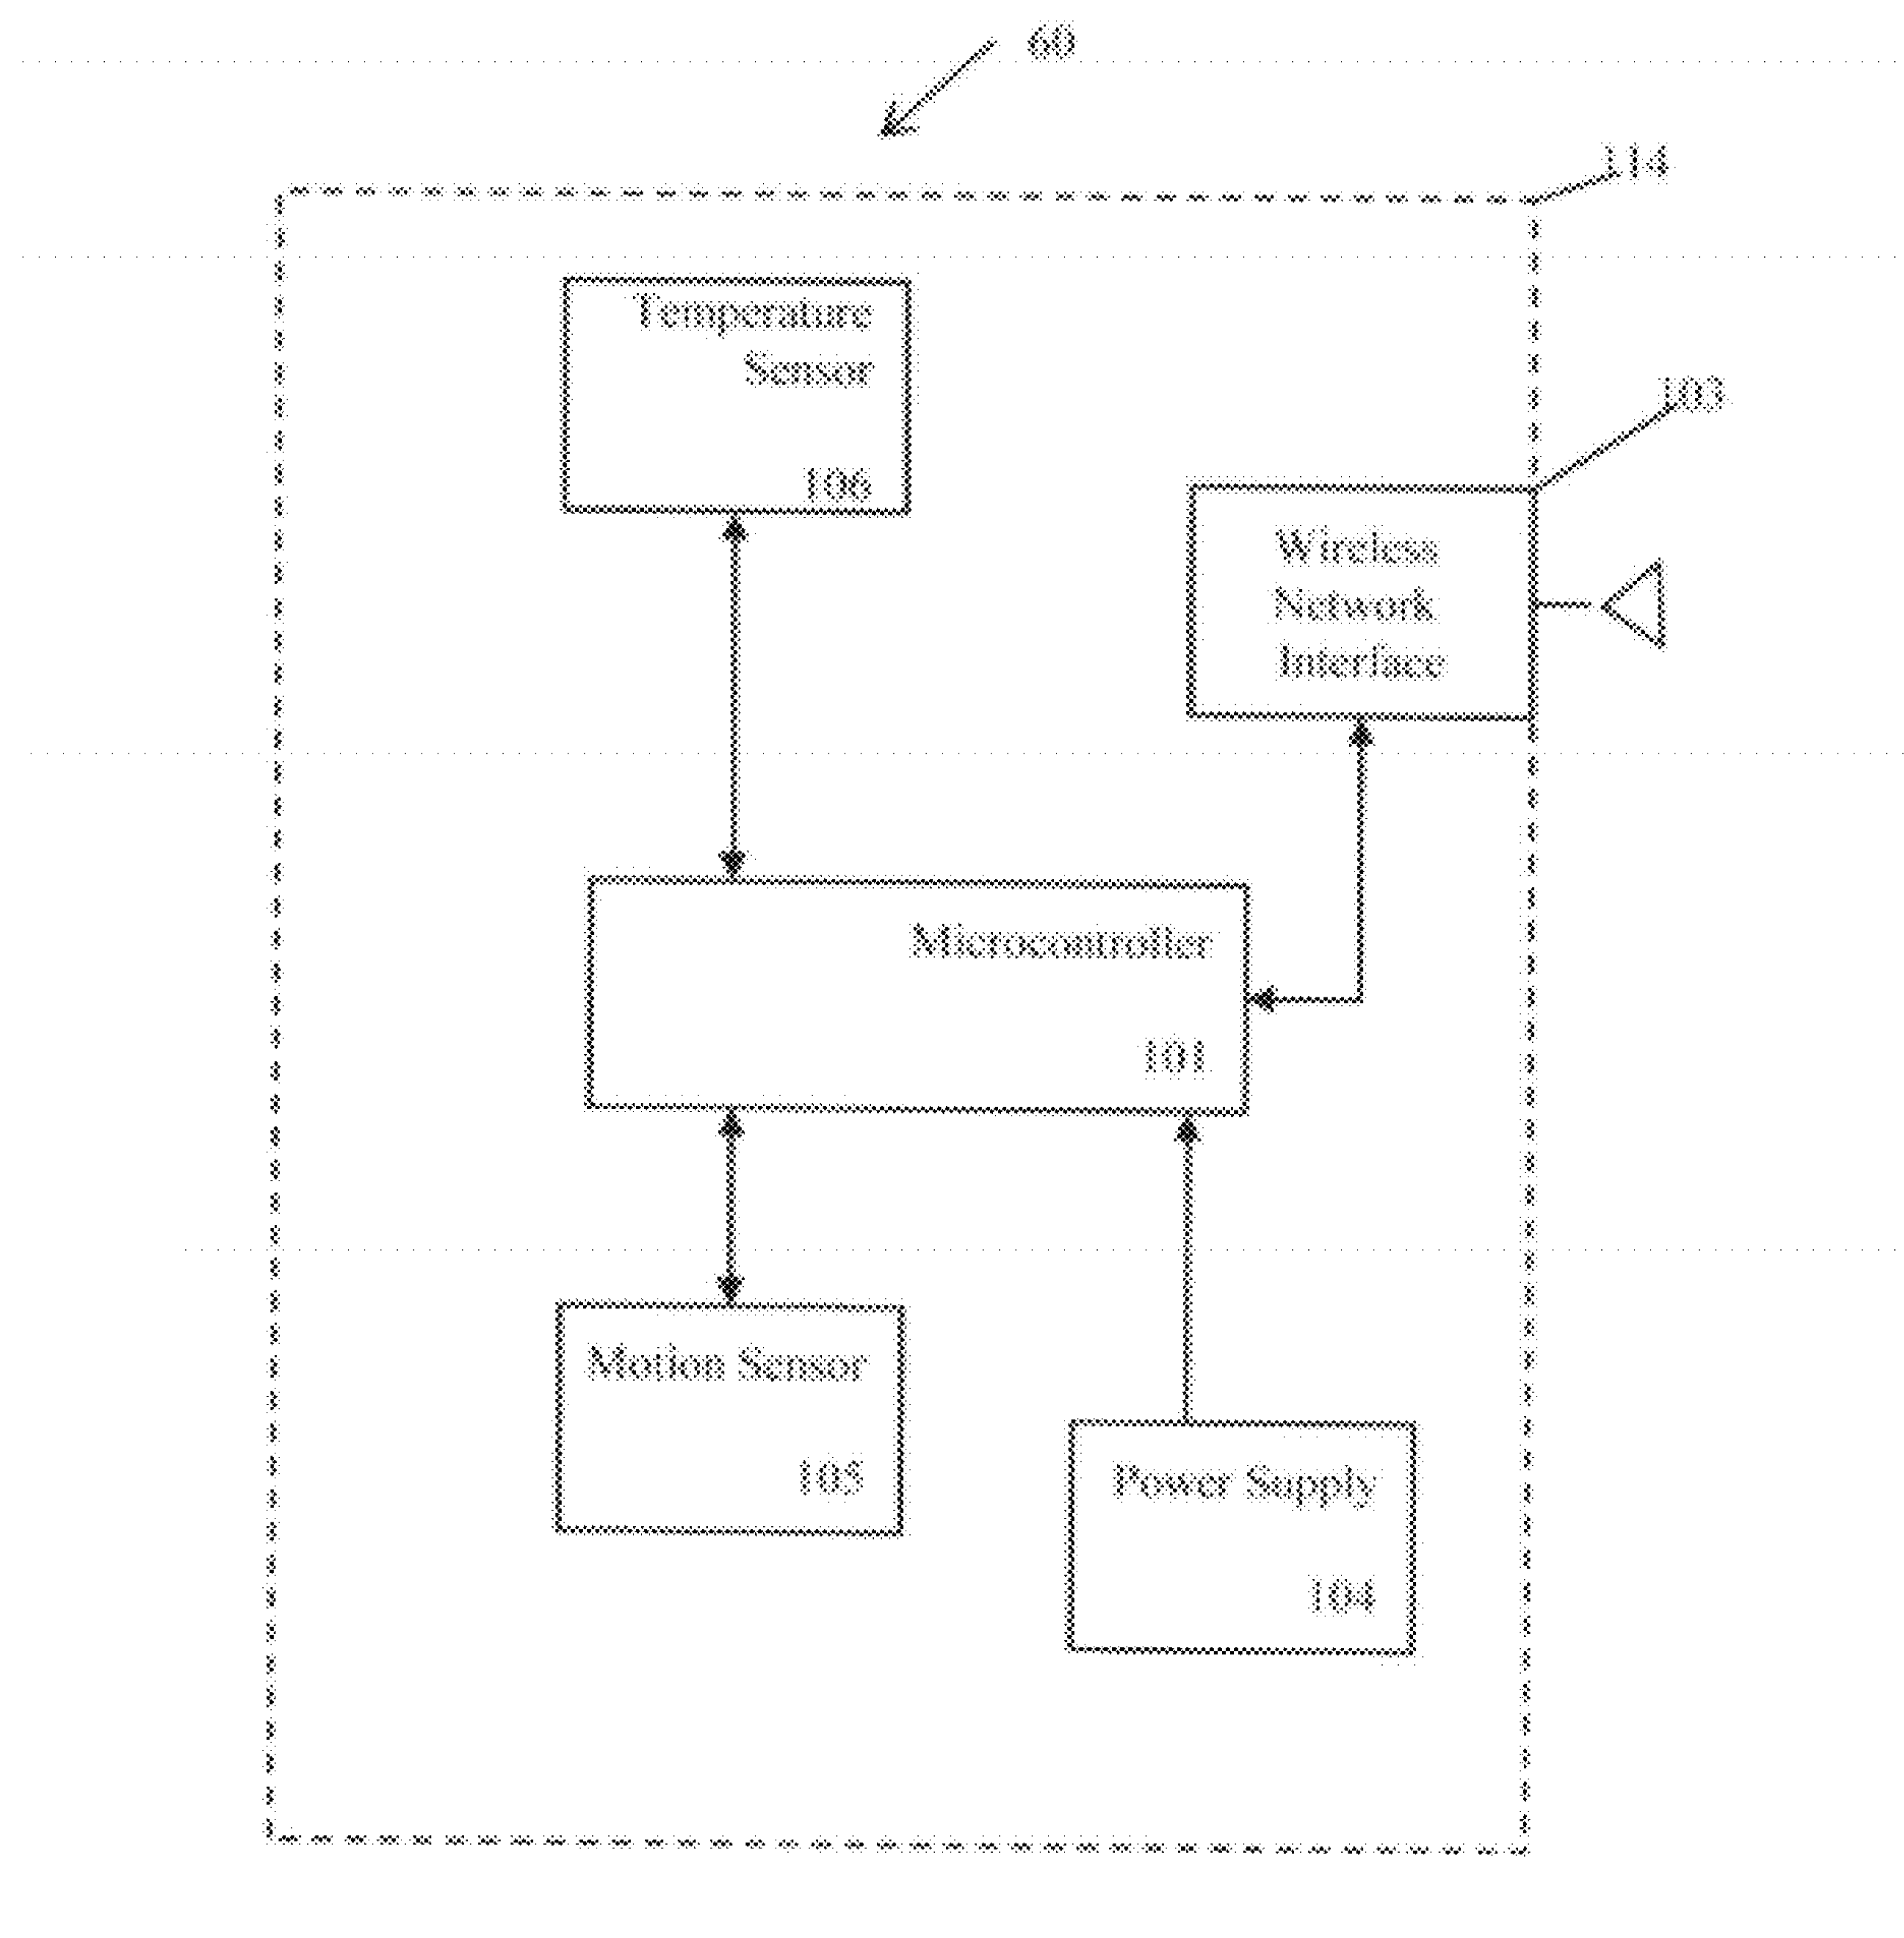 60
114
Temperature
Sensor
106
103
Wireless
Network
Interface
Microcontroller
101
Motion Sensor
105
Power Supply
104